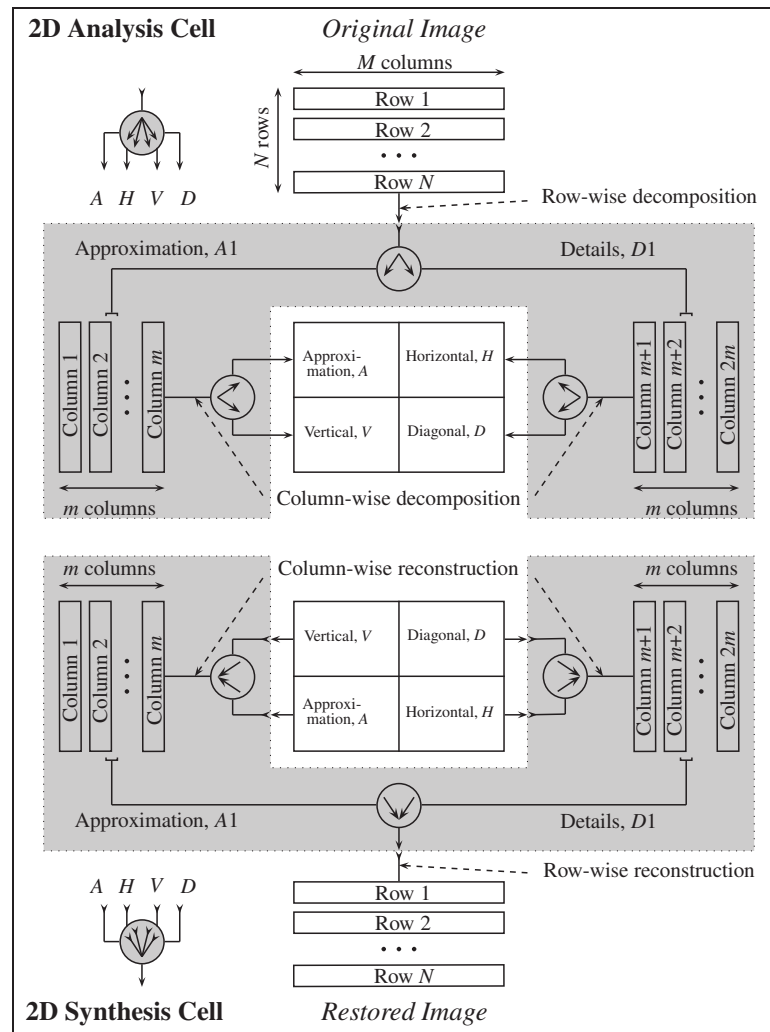 2D Analysis Cell
Original Image
M columns
N rows
Row 1
Row 2
• • •
Row N
A H V D
Row-wise decomposition
Approximation, A1
Details, D1
Column 1
Column 2
• • •
Column m
Approxi-
mation, A
Horizontal, H
Vertical, V
Diagonal, D
Column m+1
Column m+2
• • •
Column 2m
m columns
Column-wise decomposition
m columns
m columns
Column-wise reconstruction
m columns
Column 1
Column 2
• • •
Column m
Vertical, V
Diagonal, D
Approxi-
mation, A
Horizontal, H
Column m+1
Column m+2
• • •
Column 2m
Approximation, A1
Details, D1
Row-wise reconstruction
A H V D
Row 1
Row 2
• • •
Row N
2D Synthesis Cell
Restored Image